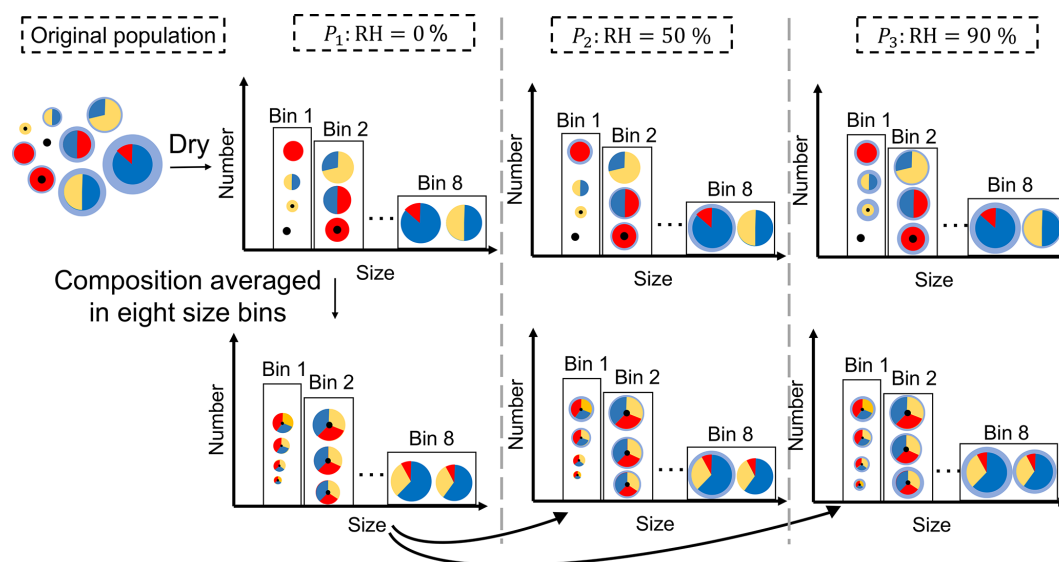 Original population
P₁: RH = 0 %
P₂: RH = 50 %
P₃: RH = 90 %
Dry
Number
Bin 1
Bin 2
...
Bin 8
Size
Number
Bin 1
Bin 2
...
Bin 8
Size
Number
Bin 1
Bin 2
...
Bin 8
Size
Composition averaged
in eight size bins
Number
Bin 1
Bin 2
...
Bin 8
Size
Number
Bin 1
Bin 2
...
Bin 8
Size
Number
Bin 1
Bin 2
...
Bin 8
Size